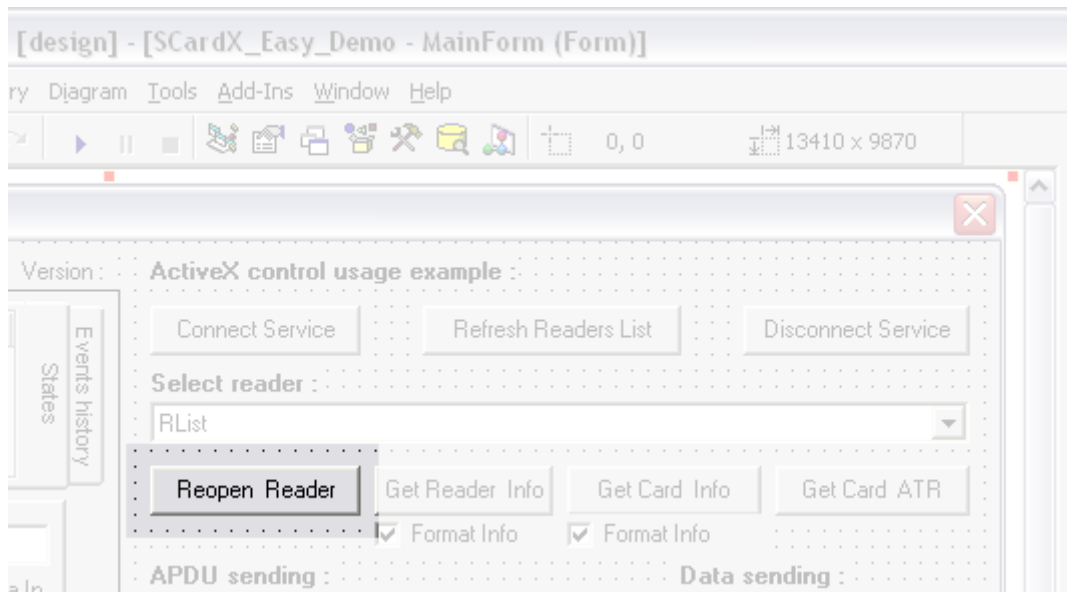 [design] - [SCardX_Easy_Demo - MainForm (Form)]
ry Diagram Tools Add-Ins Window Help
0, 0 13410 x 9870
Version : ActiveX control usage example :
Connect Service Refresh Readers List Disconnect Service
Events history
States
Select reader :
RList
Reopen Reader Get Reader Info Get Card Info Get Card ATR
Format Info Format Info
APDU sending : Data sending :